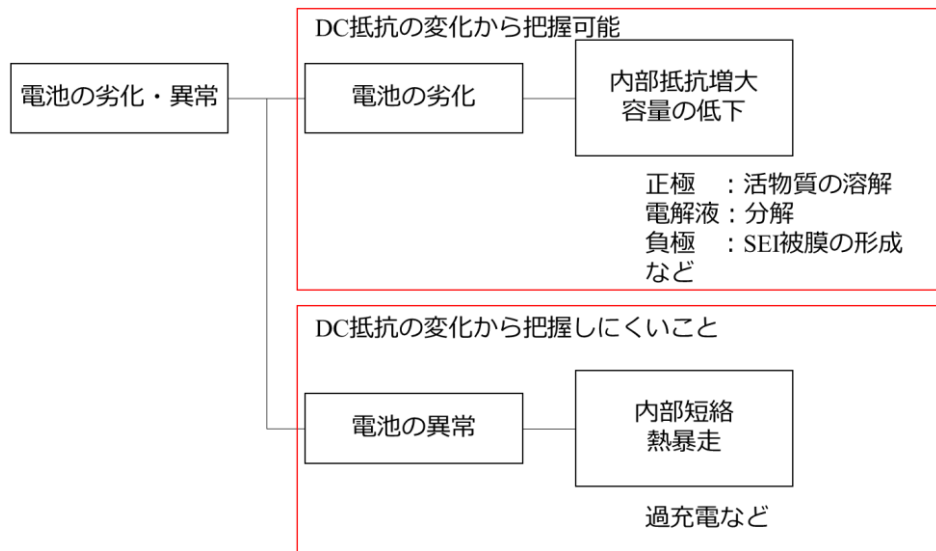 DC抵抗の変化から把握可能
電池の劣化・異常
電池の劣化
内部抵抗増大
容量の低下
正極　：活物質の溶解
電解液：分解
負極　：SEI被膜の形成
など
DC抵抗の変化から把握しにくいこと
電池の異常
内部短絡
熱暴走
過充電など